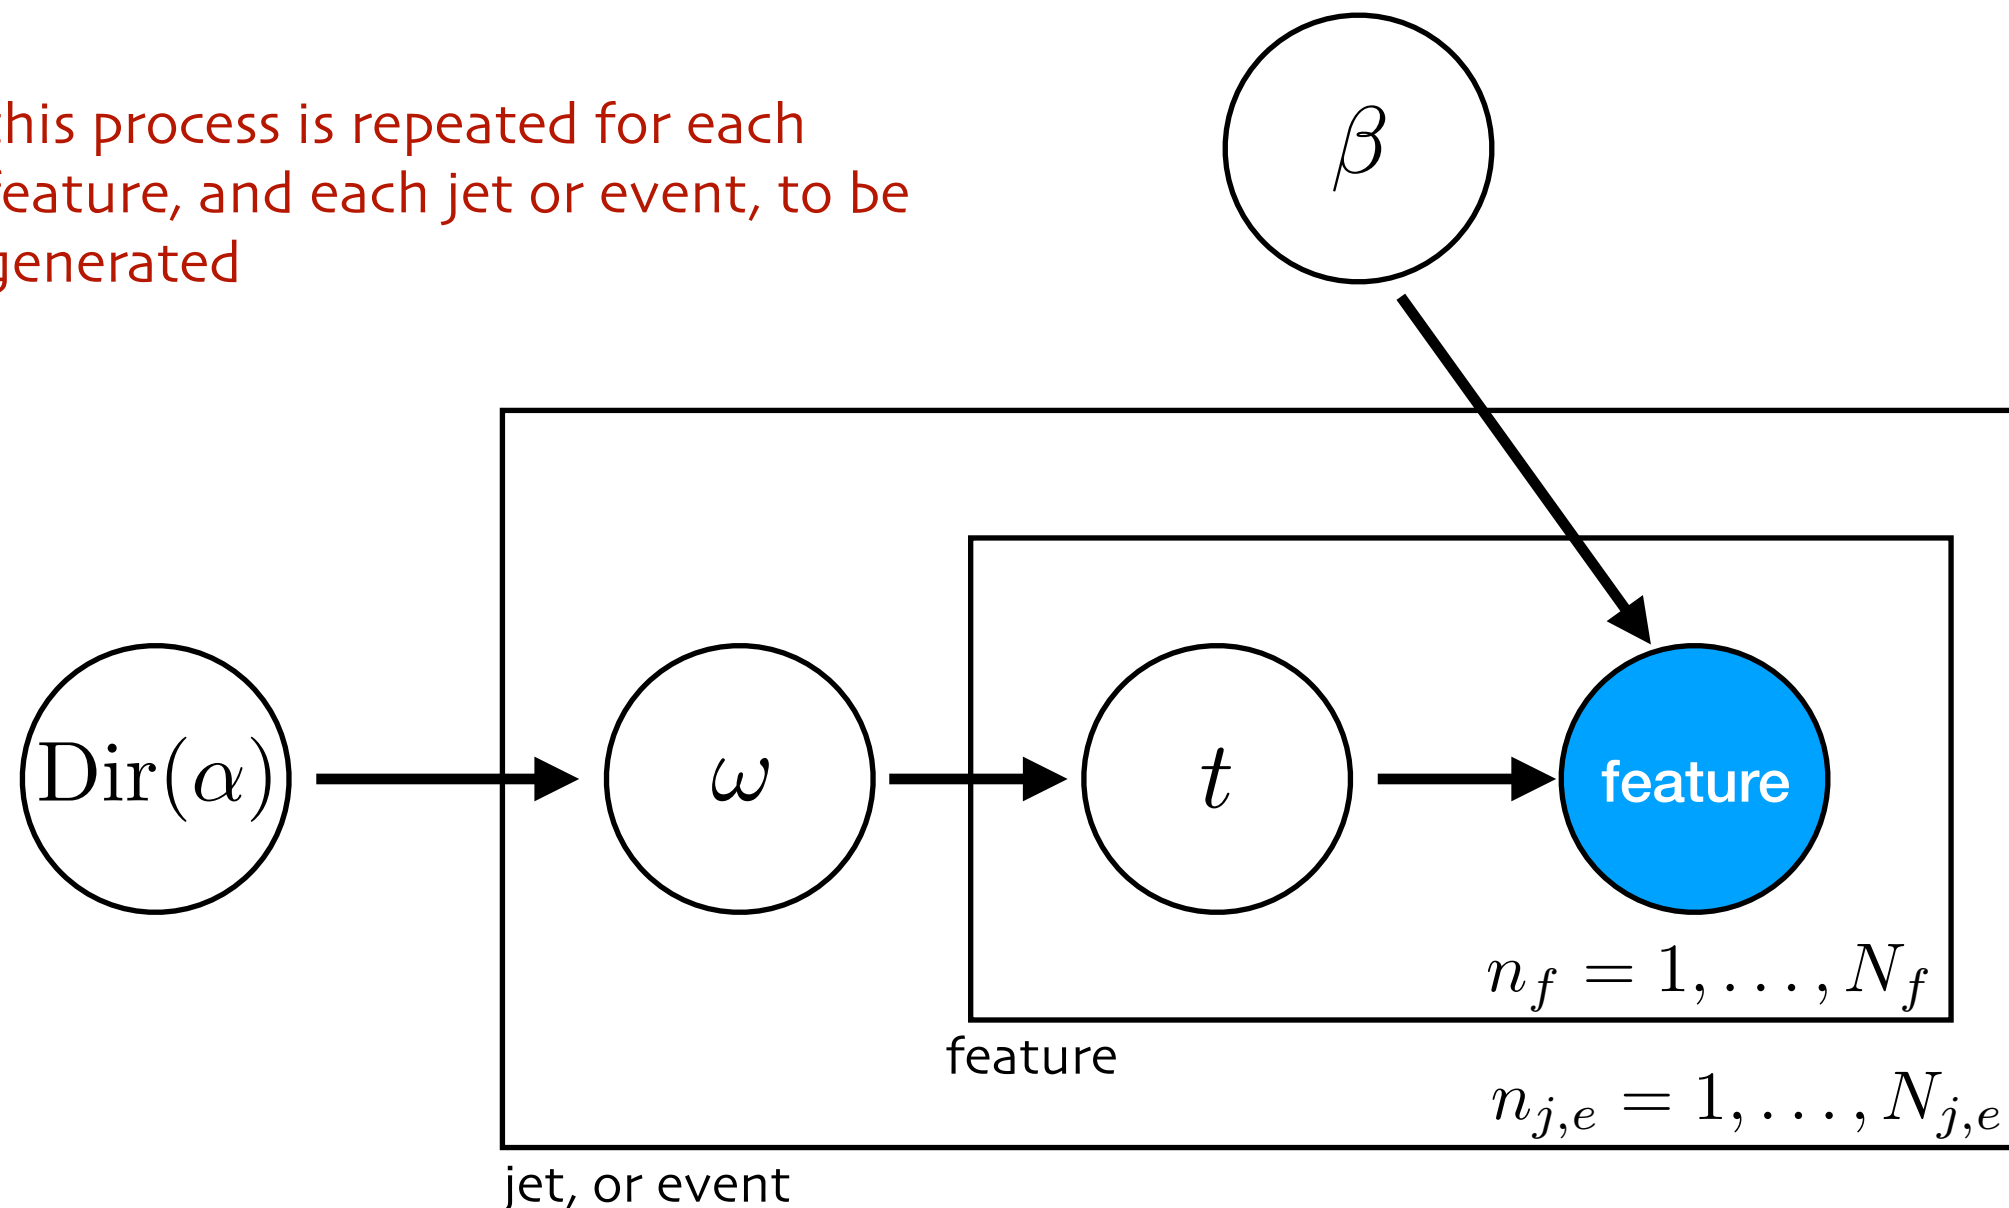 his process is repeated for each
eature, and each jet or event, to be
generated
β
Dir(α)
ω
t
feature
n_f = 1, . . . , N_f
feature
n_{j,e} = 1, . . . , N_{j,e}
jet, or event